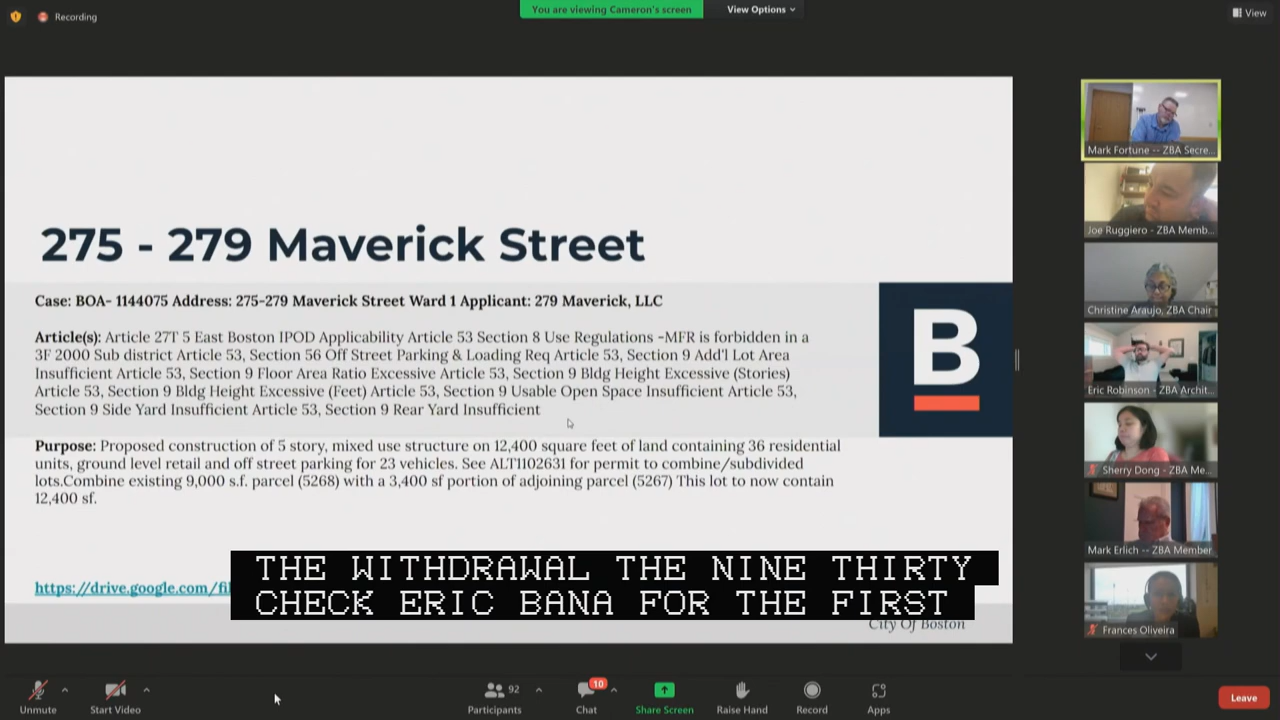 Recording
You are viewing Cameron's screen
View Options
View
275 - 279 Maverick Street
Case: BOA- 1144075 Address: 275-279 Maverick Street Ward 1 Applicant: 279 Maverick, LLC
Article(s): Article 27T 5 East Boston IPOD Applicability Article 53 Section 8 Use Regulations -MFR is forbidden in a
3F 2000 Sub district Article 53, Section 56 Off Street Parking & Loading Req Article 53, Section 9 Add'l Lot Area
Insufficient Article 53, Section 9 Floor Area Ratio Excessive Article 53, Section 9 Bldg Height Excessive (Stories)
Article 53, Section 9 Bldg Height Excessive (Feet) Article 53, Section 9 Usable Open Space Insufficient Article 53,
Section 9 Side Yard Insufficient Article 53, Section 9 Rear Yard Insufficient
Purpose: Proposed construction of 5 story, mixed use structure on 12,400 square feet of land containing 36 residential
units, ground level retail and off street parking for 23 vehicles. See ALT1102631 for permit to combine/subdivided
lots.Combine existing 9,000 s.f. parcel (5268) with a 3,400 sf portion of adjoining parcel (5267) This lot to now contain
12,400 sf.
https://drive.google.com/fil
B
City Of Boston
THE WITHDRAWAL THE NINE THIRTY
CHECK ERIC BANA FOR THE FIRST
Mark Fortune -- ZBA Secre...
Joe Ruggiero - ZBA Memb...
Christine Araujo, ZBA Chair
Eric Robinson - ZBA Archit...
Sherry Dong - ZBA Me...
Mark Erlich -- ZBA Member
Frances Oliveira
Unmute
Start Video
92
Participants
10
Chat
Share Screen
Raise Hand
Record
Apps
Leave